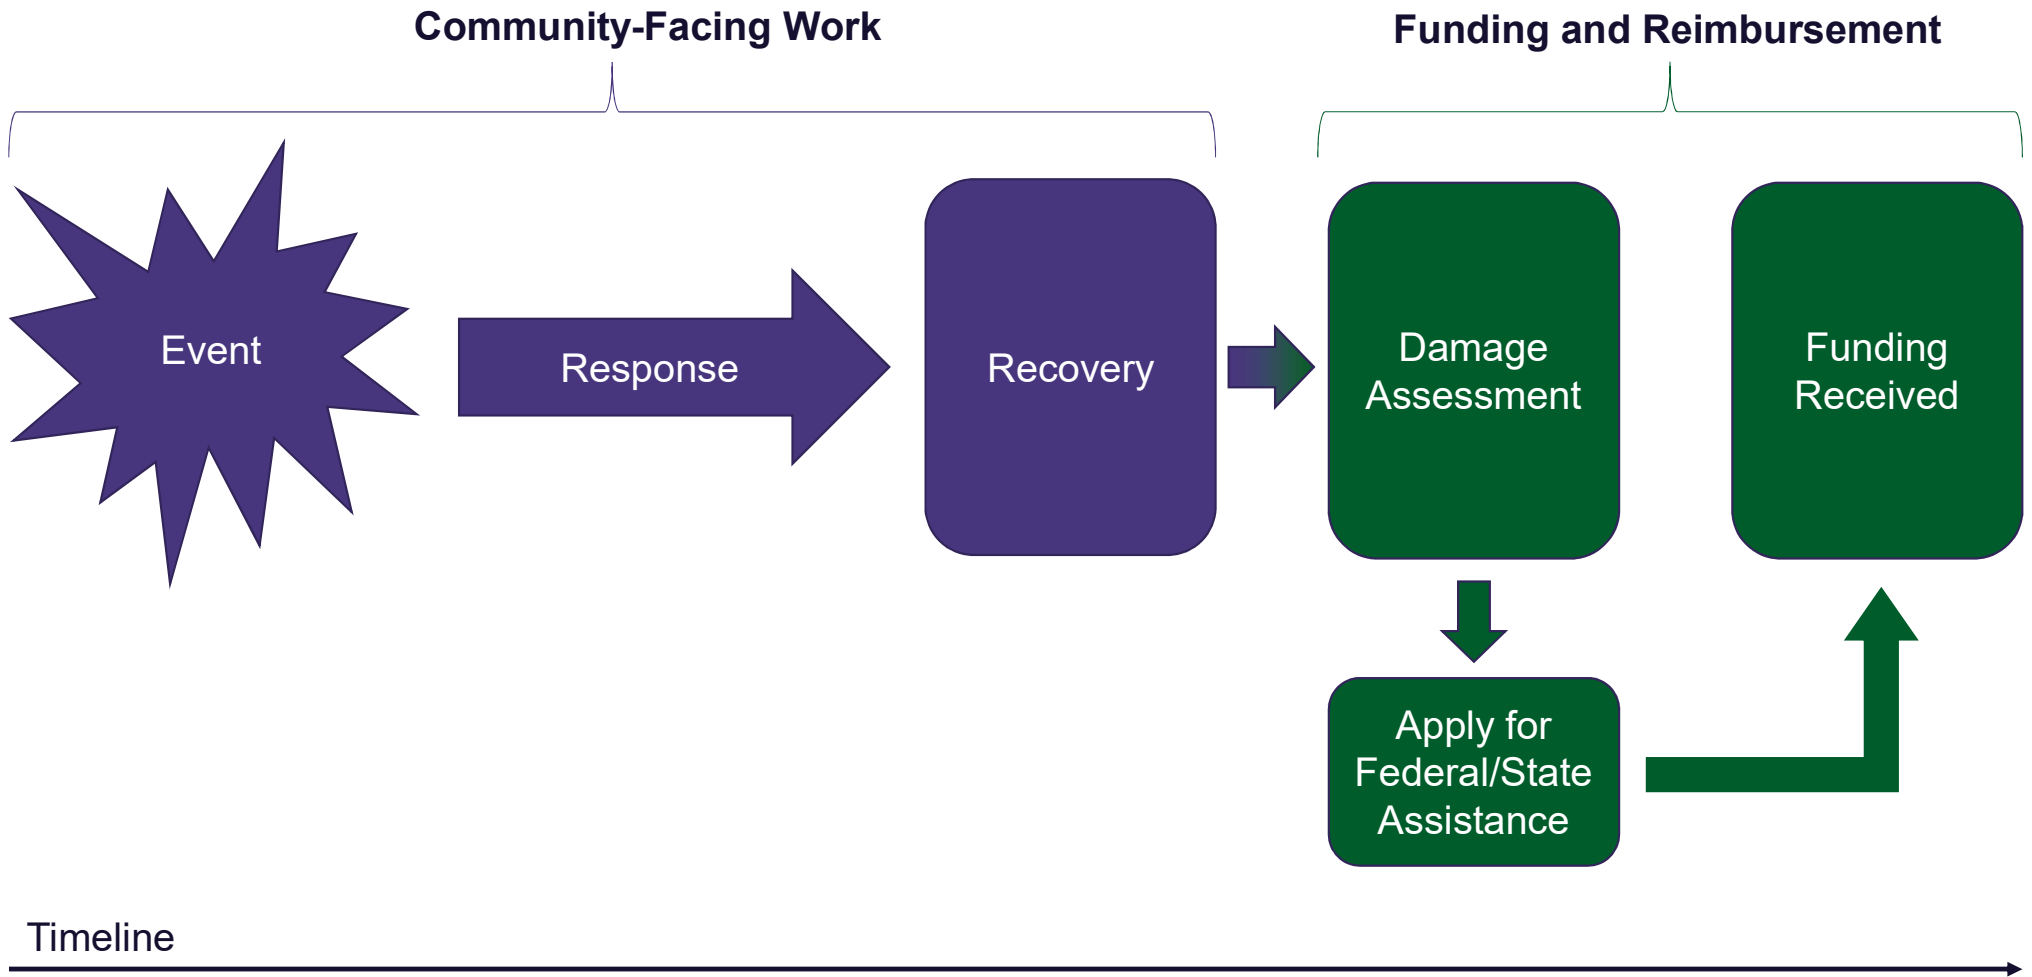 Community-Facing Work
Funding and Reimbursement
Event
Response
Recovery
Damage
Assessment
Funding
Received
Apply for
Federal/State
Assistance
Timeline